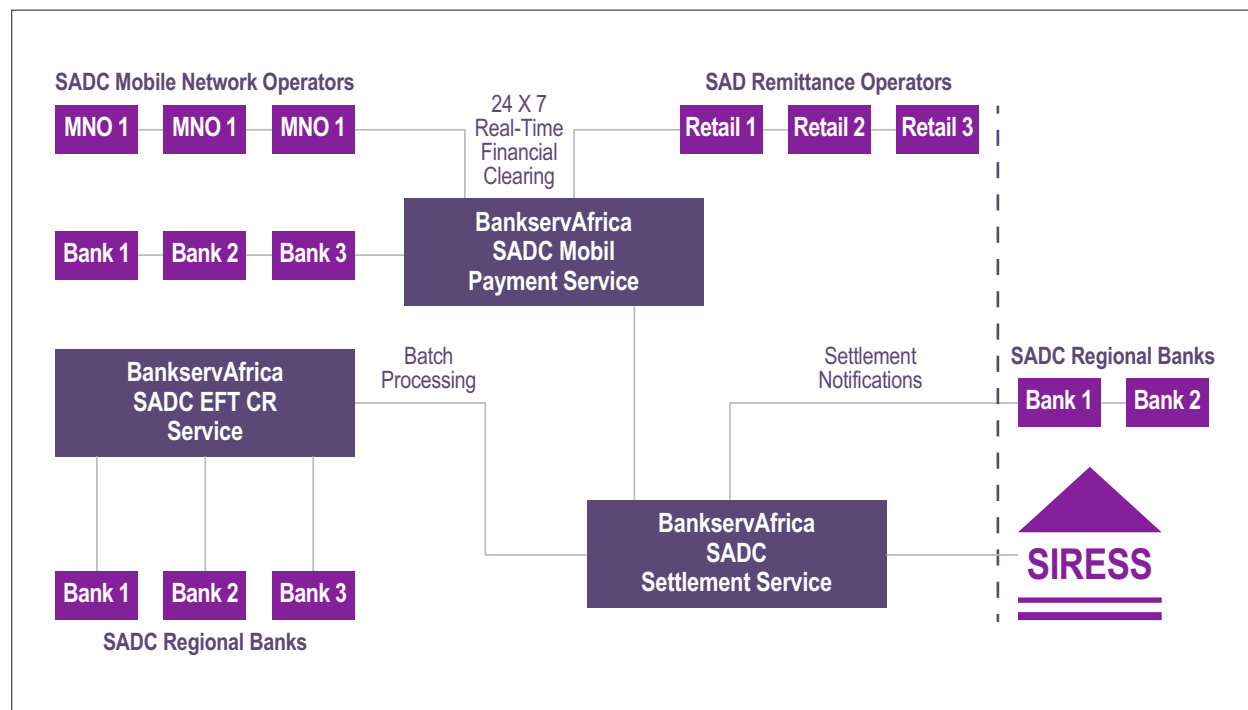 SADC Mobile Network Operators
MNO 1
MNO 1
MNO 1
24 X 7
Real-Time
Financial
Clearing
SAD Remittance Operators
Retail 1
Retail 2
Retail 3
Bank 1
Bank 2
Bank 3
BankservAfrica
SADC Mobil
Payment Service
BankservAfrica
SADC EFT CR
Service
Batch
Processing
Settlement
Notifications
SADC Regional Banks
Bank 1
Bank 2
BankservAfrica
SADC
Settlement Service
SIRESS
Bank 1
Bank 2
Bank 3
SADC Regional Banks